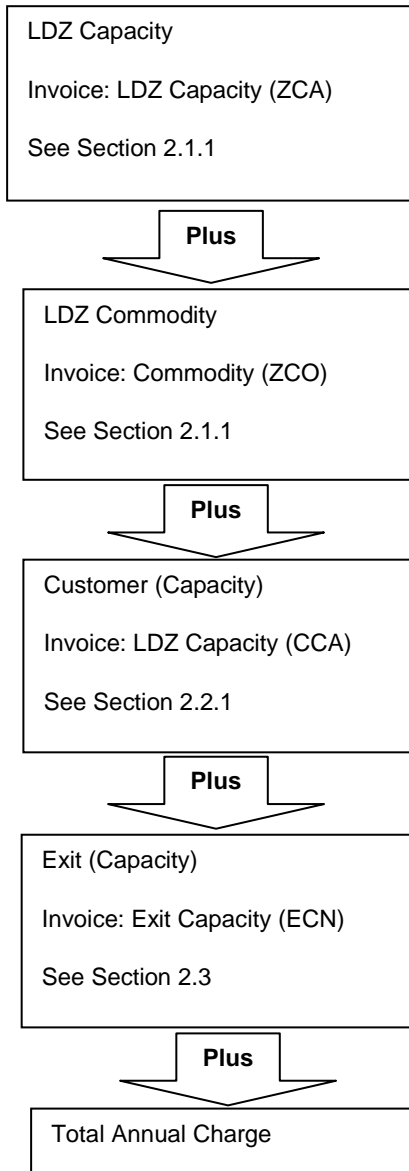 LDZ Capacity
Invoice: LDZ Capacity (ZCA)
See Section 2.1.1
Plus
LDZ Commodity
Invoice: Commodity (ZCO)
See Section 2.1.1
Plus
Customer (Capacity)
Invoice: LDZ Capacity (CCA)
See Section 2.2.1
Plus
Exit (Capacity)
Invoice: Exit Capacity (ECN)
See Section 2.3
Plus
Total Annual Charge